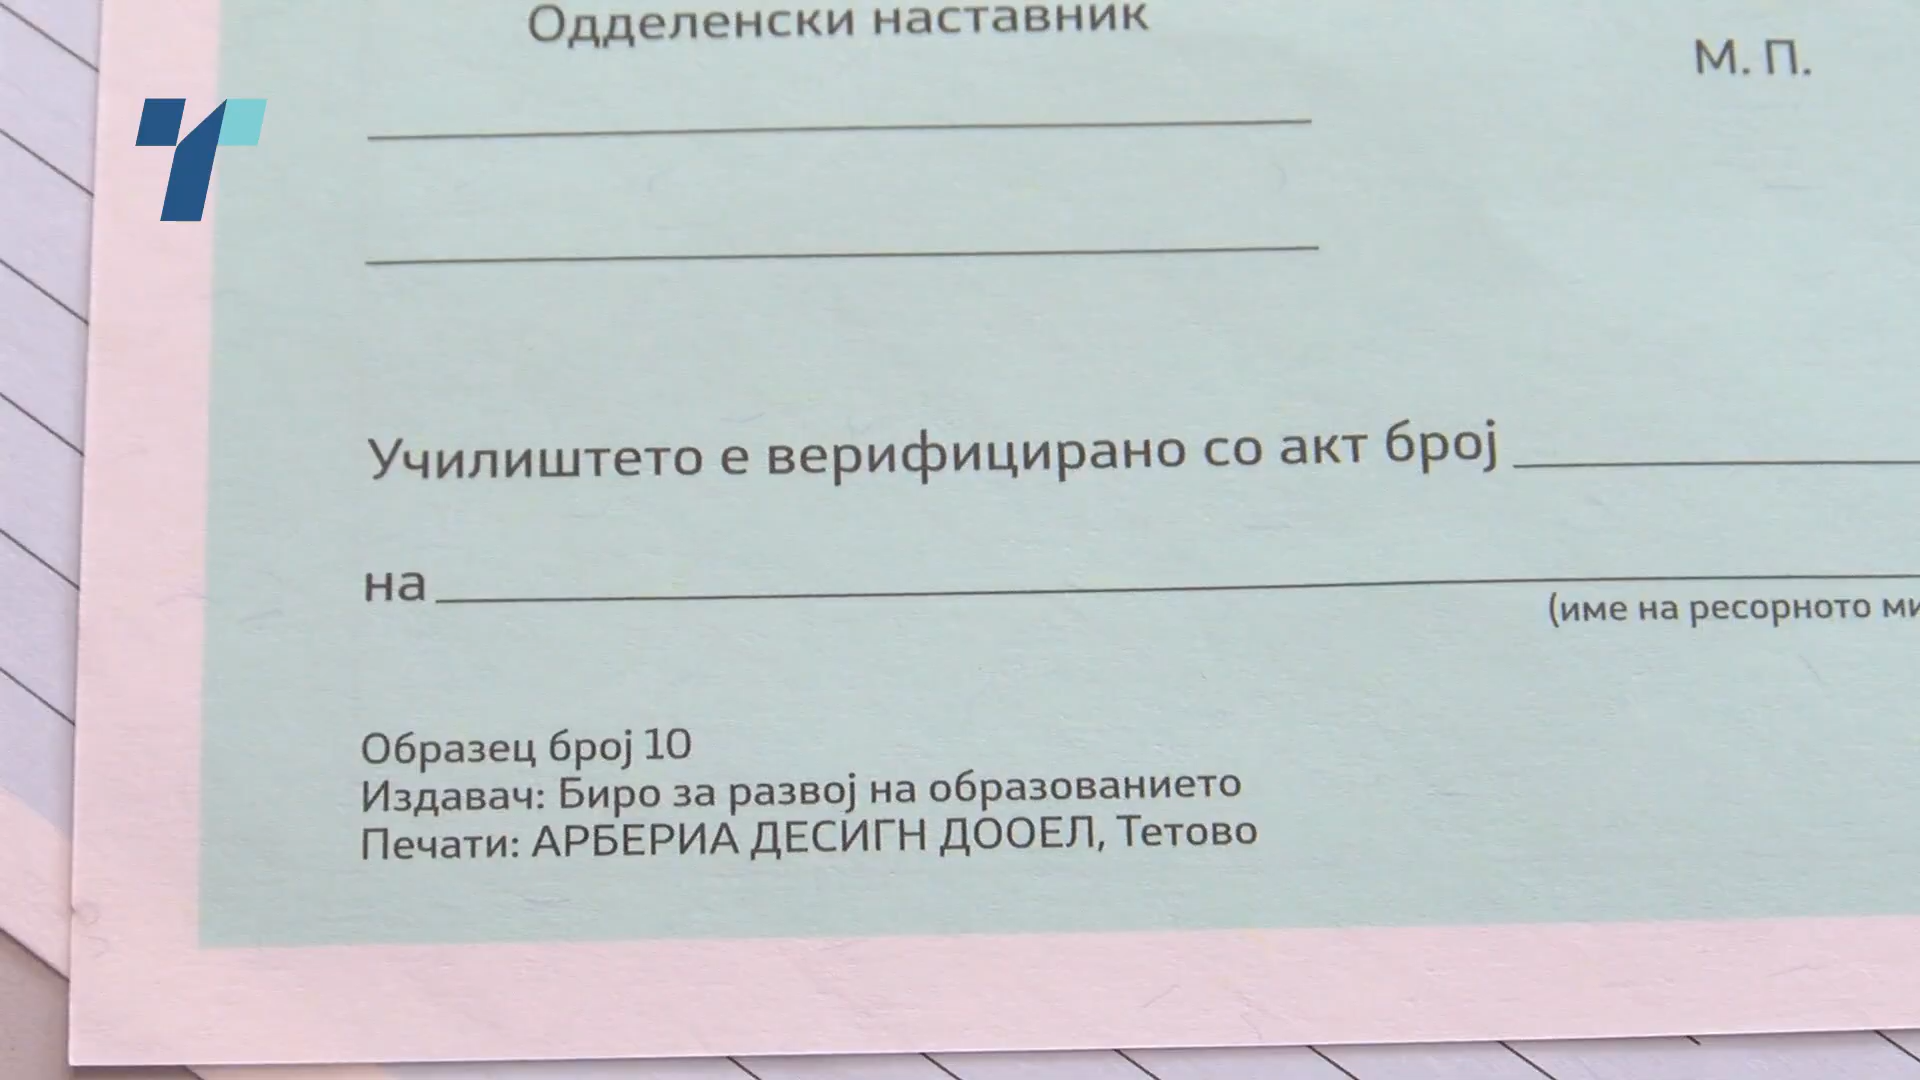 Одделенски наставник
М. П.
Училиштето е верифицирано со акт број
на
(име на ресорното ми
Образец број 10
Издавач: Биро за развој на образованието
Печати: АРБЕРИА ДЕСИГН ДООЕЛ, Тетово